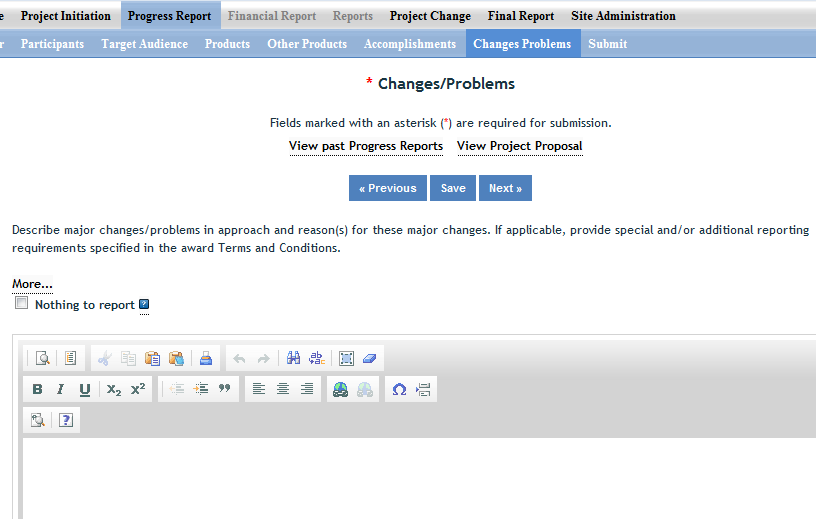 e Project Initiation Progress Report Financial Report Reports Project Change Final Report Site Administration
r Participants Target Audience Products Other Products Accomplishments Changes Problems Submit
* Changes/Problems
Fields marked with an asterisk (*) are required for submission.
View past Progress Reports View Project Proposal
« Previous Save Next »
Describe major changes/problems in approach and reason(s) for these major changes. If applicable, provide special and/or additional reporting
requirements specified in the award Terms and Conditions.
More...
Nothing to report ?
B I U X2 X2 ” Ω
?